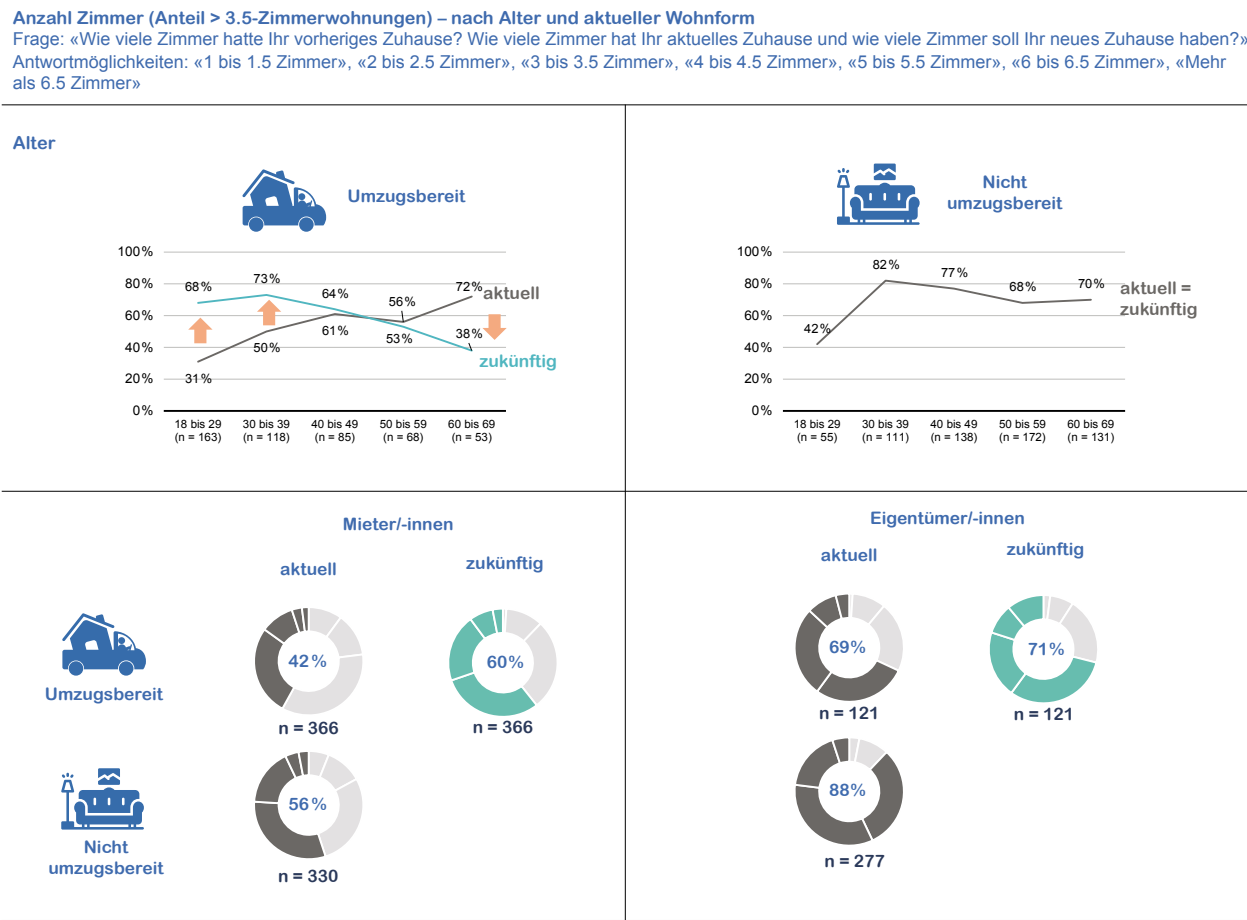 Anzahl Zimmer (Anteil > 3.5-Zimmerwohnungen) – nach Alter und aktueller Wohnform
Frage: «Wie viele Zimmer hatte Ihr vorheriges Zuhause? Wie viele Zimmer hat Ihr aktuelles Zuhause und wie viele Zimmer soll Ihr neues Zuhause haben?»
Antwortmöglichkeiten: «1 bis 1.5 Zimmer», «2 bis 2.5 Zimmer», «3 bis 3.5 Zimmer», «4 bis 4.5 Zimmer», «5 bis 5.5 Zimmer», «6 bis 6.5 Zimmer», «Mehr
als 6.5 Zimmer»
Alter
Umzugsbereit
100%
80%
60%
40%
20%
0%
68%
73%
64%
56%
72%
aktuell
31%
50%
61%
53%
38%
zukünftig
18 bis 29
(n = 163)
30 bis 39
(n = 118)
40 bis 49
(n = 85)
50 bis 59
(n = 68)
60 bis 69
(n = 53)
Nicht
umzugsbereit
100%
80%
60%
40%
20%
0%
42%
82%
77%
68%
70%
aktuell =
zukünftig
18 bis 29
(n = 55)
30 bis 39
(n = 111)
40 bis 49
(n = 138)
50 bis 59
(n = 172)
60 bis 69
(n = 131)
Mieter/-innen
aktuell
zukünftig
Umzugsbereit
42%
n = 366
60%
n = 366
Nicht
umzugsbereit
56%
n = 330
Eigentümer/-innen
aktuell
zukünftig
69%
n = 121
71%
n = 121
88%
n = 277